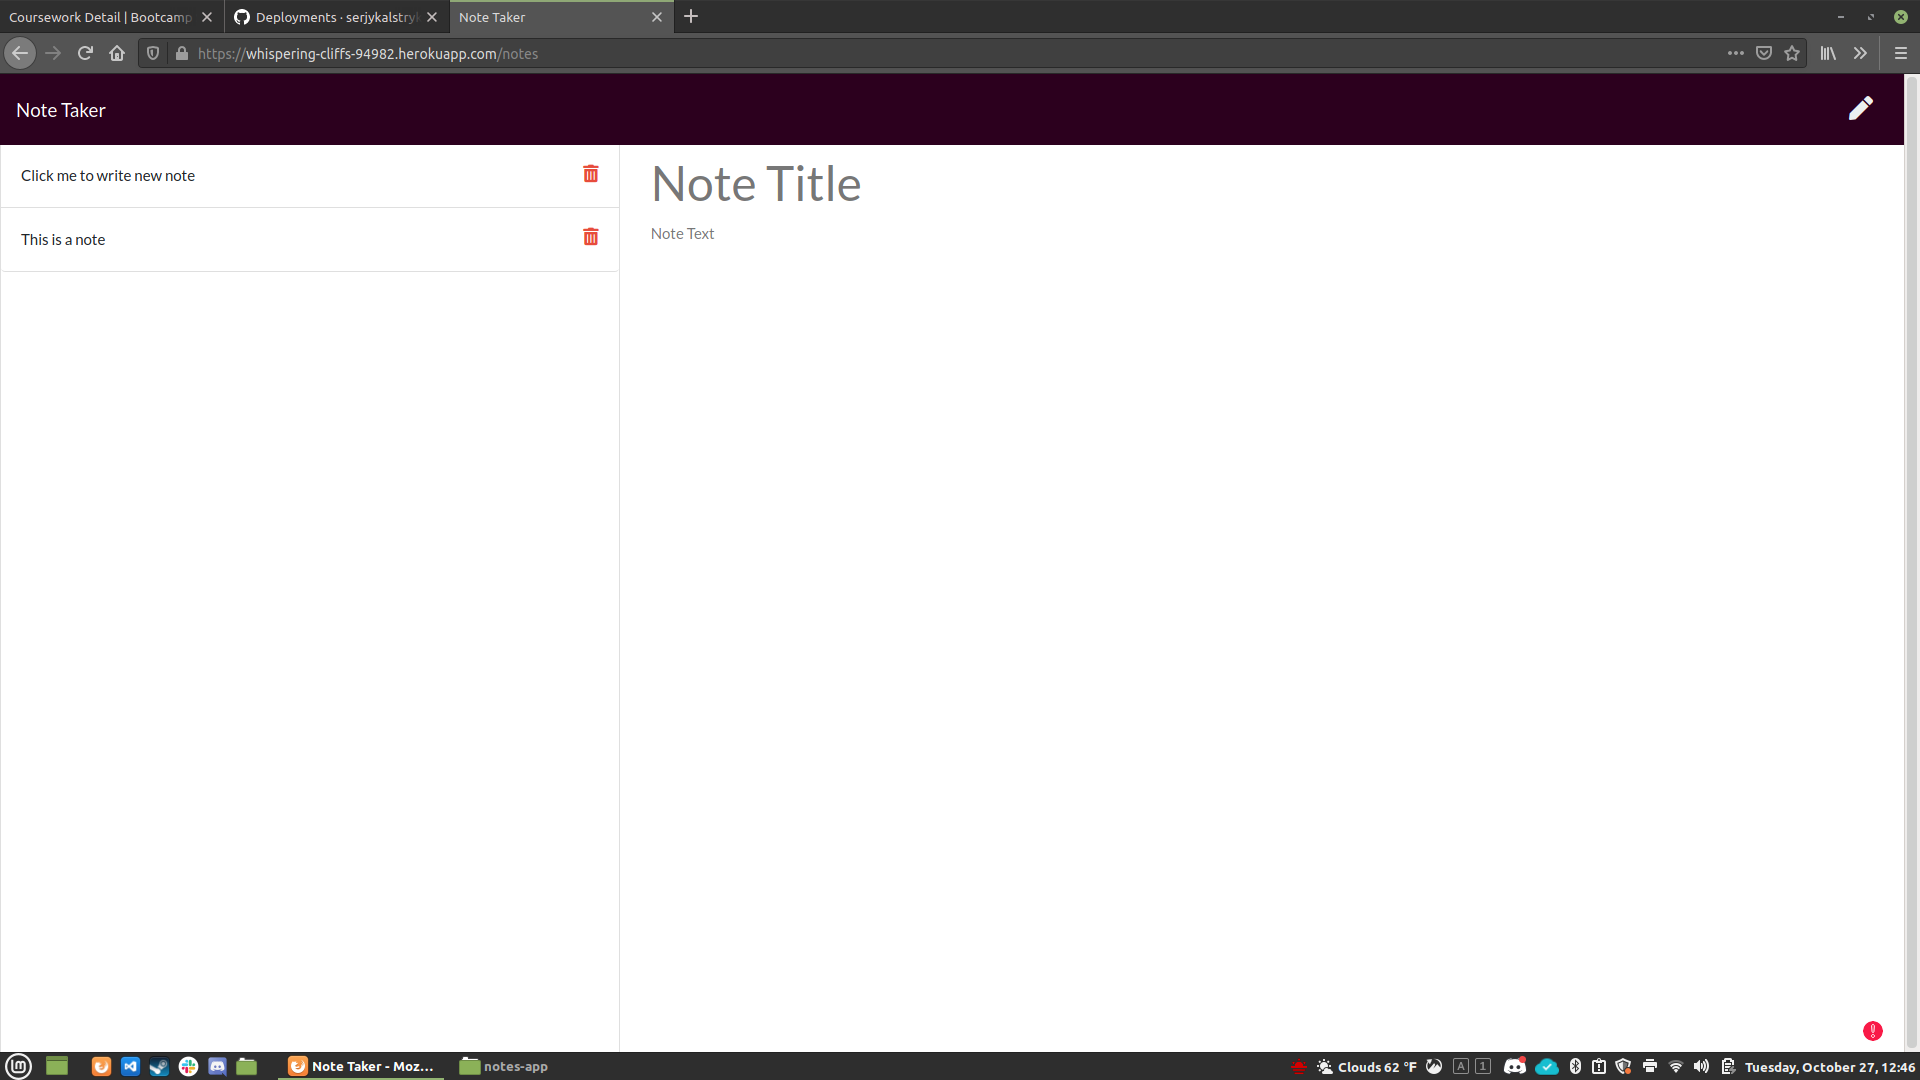 Coursework Detail | Bootcamp
Deployments · serjykalstryk
Note Taker
https://whispering-cliffs-94982.herokuapp.com/notes
Note Taker
Click me to write new note
This is a note
Note Title
Note Text
Note Taker - Moz...
notes-app
Clouds 62 °F
A
1
Tuesday, October 27, 12:46